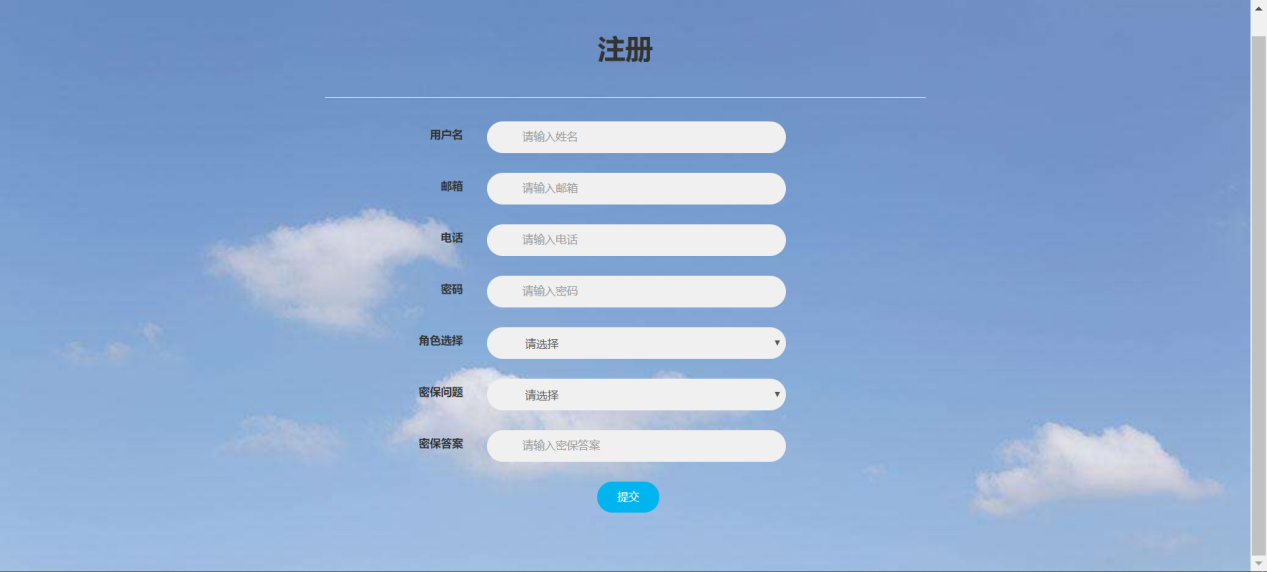 注册
用户名 请输入姓名
邮箱 请输入邮箱
电话 请输入电话
密码 请输入密码
角色选择 请选择
密保问题 请选择
密保答案 请输入密保答案
提交